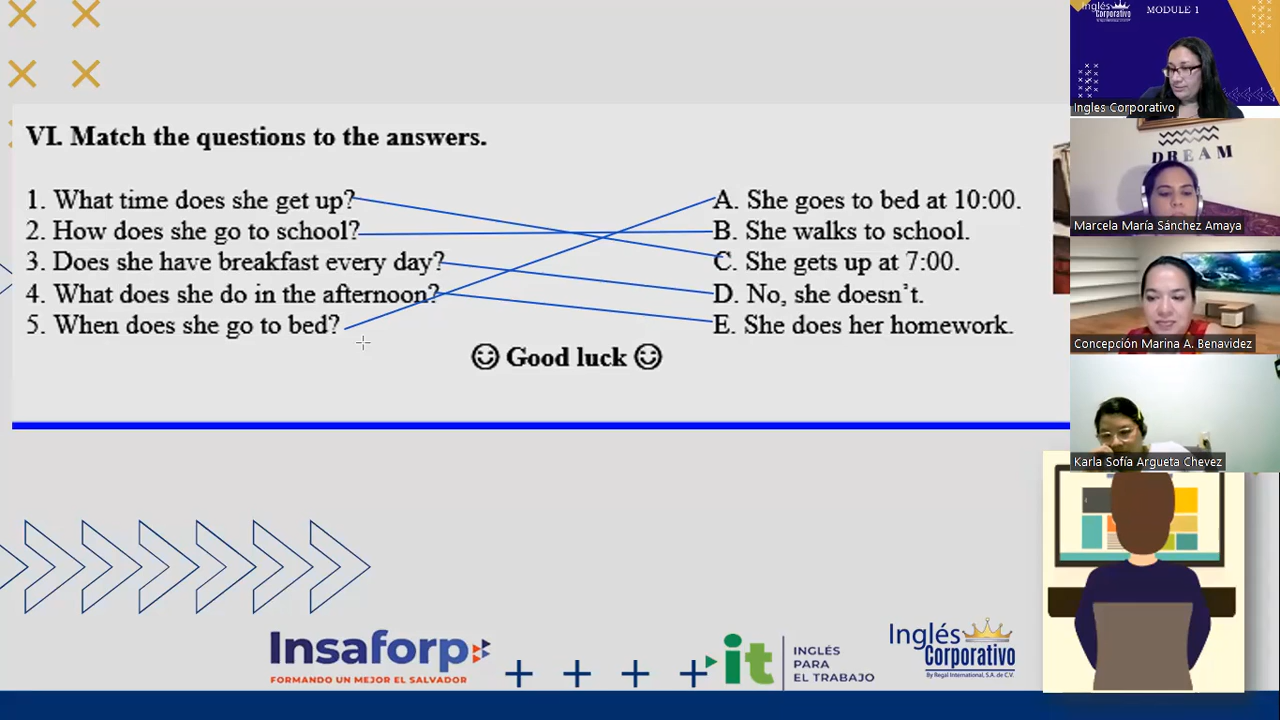 VI. Match the questions to the answers.
1. What time does she get up?
2. How does she go to school?
3. Does she have breakfast every day?
4. What does she do in the afternoon?
5. When does she go to bed?
A. She goes to bed at 10:00.
B. She walks to school.
C. She gets up at 7:00.
D. No, she doesn't.
E. She does her homework.
Good luck
Insaforp
FORMANDO UN MEJOR EL SALVADOR
it
INGLÉS
PARA
EL TRABAJO
Inglés
Corporativo
By Regal International, S.A. de C.V.
Inglés
Corporativo
MODULE 1
Ingles Corporativo
DREAM
Marcela María Sánchez Amaya
Concepción Marina A. Benavidez
Karla Sofía Argueta Chevez